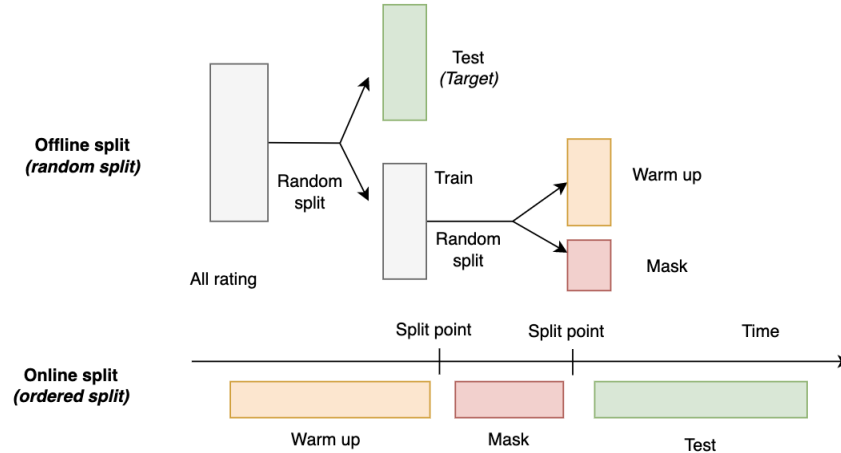 Test
(Target)
Offline split
(random split)
Random
split
Train
Warm up
Random
split
Mask
All rating
Split point
Split point
Time
Online split
(ordered split)
Warm up
Mask
Test